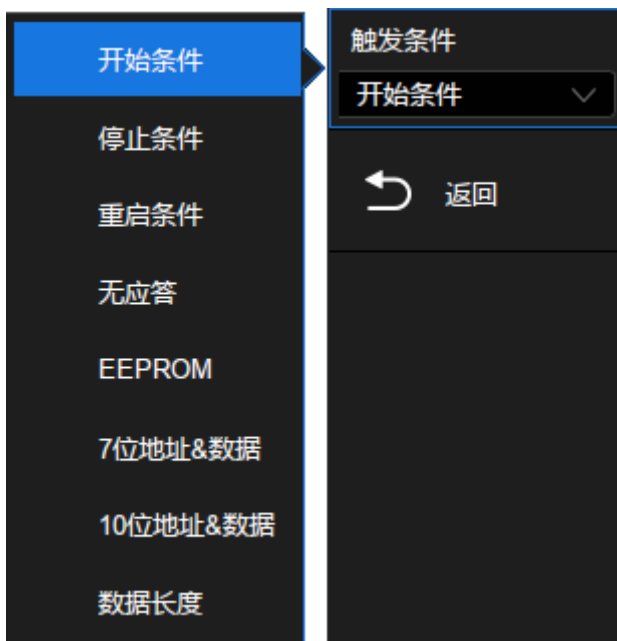 开始条件
停止条件
重启条件
无应答
EEPROM
7位地址&数据
10位地址&数据
数据长度
触发条件
开始条件
返回